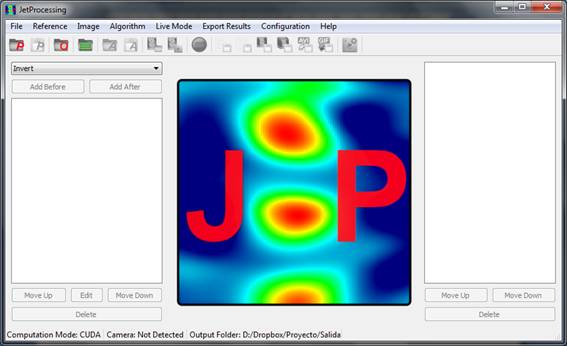 JetProcessing
File Reference Image Algorithm Live Mode Export Results Configuration Help
Invert
Add Before Add After
J P
Move Up Edit Move Down
Delete
Move Up Move Down
Delete
Computation Mode: CUDA Camera: Not Detected Output Folder: D:/Dropbox/Proyecto/Salida